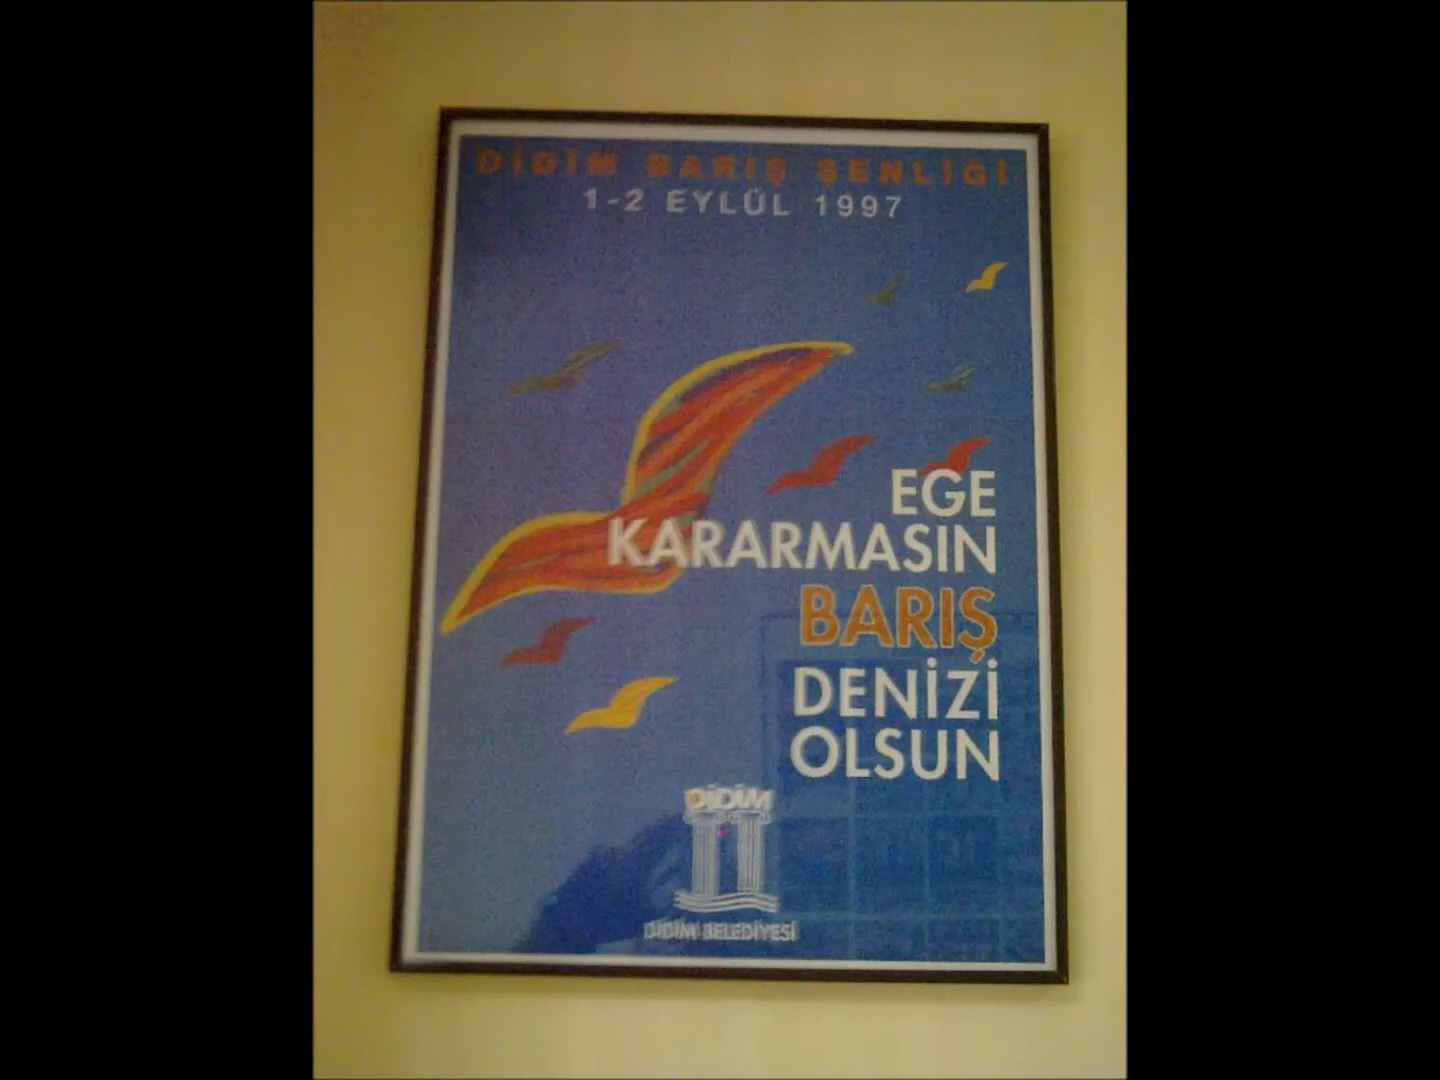 DİDİM BARIŞ ŞENLİĞİ
1-2 EYLÜL 1997
EGE
KARARMASIN
BARIŞ
DENİZİ
OLSUN
DİDİM
DİDİM BELEDİYESİ